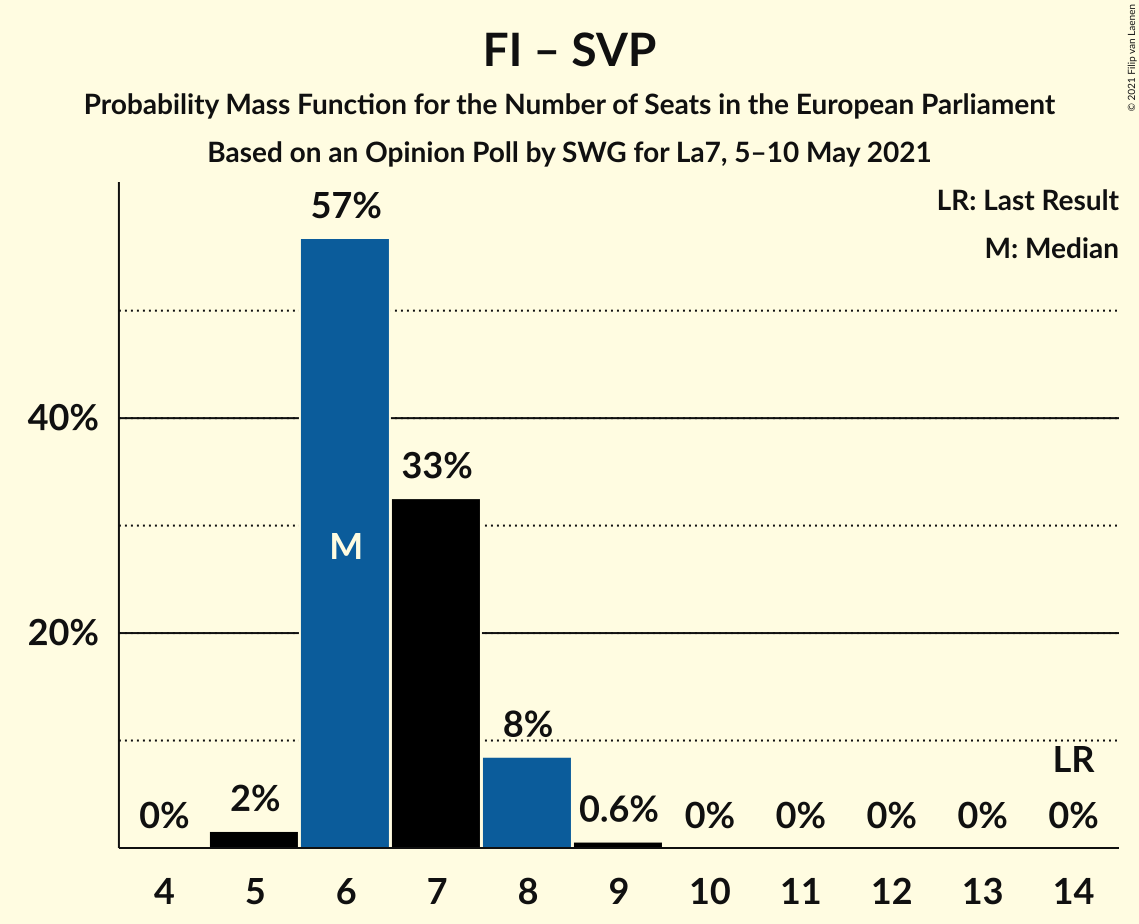 FI – SVP
Probability Mass Function for the Number of Seats in the European Parliament
Based on an Opinion Poll by SWG for La7, 5–10 May 2021
© 2021 Filip van Laenen
LR: Last Result
M: Median
57%
40%
33%
M
20%
8%
LR
0%
2%
0.6%
0%
0%
0%
0%
0%
4 5 6 7 8 9 10 11 12 13 14